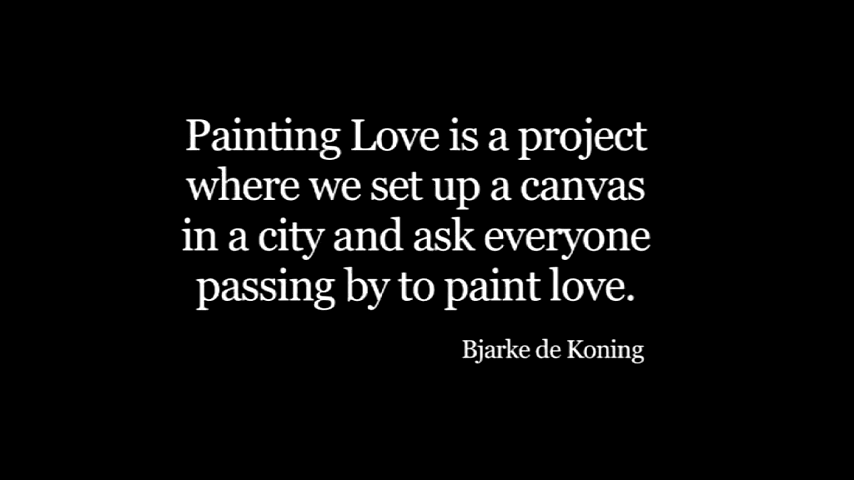 Painting Love is a project
where we set up a canvas
in a city and ask everyone
passing by to paint love.
Bjarke de Koning